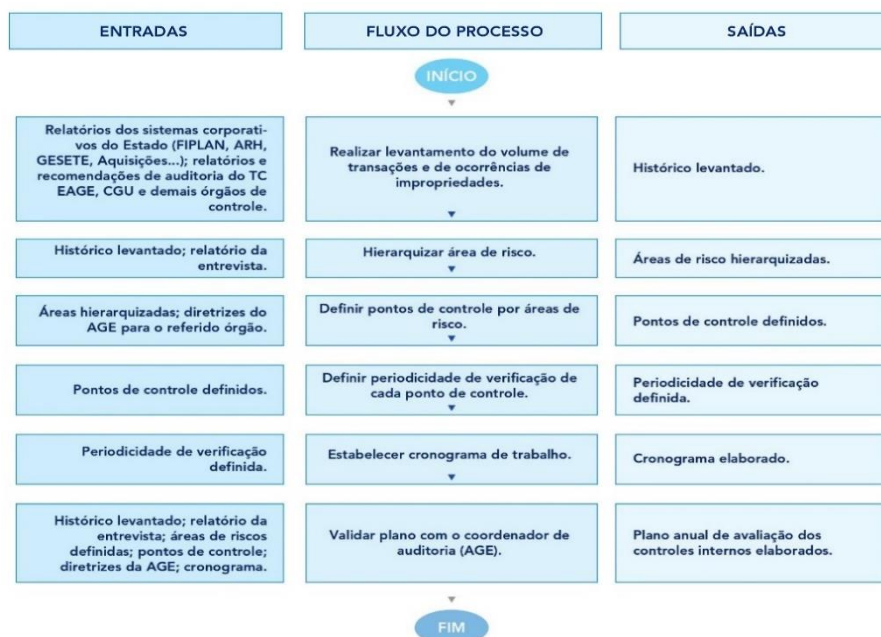 ENTRADAS
FLUXO DO PROCESSO
SAÍDAS
INÍCIO
Relatórios dos sistemas corporati-
vos do Estado (FIPLAN, ARH,
GESETE, Aquisições...); relatórios e
recomendações de auditoria do TC
EAGE, CGU e demais órgãos de
controle.
Realizar levantamento do volume de
transações e de ocorrências de
impropriedades.
Histórico levantado.
Histórico levantado; relatório da
entrevista.
Hierarquizar área de risco.
Áreas de risco hierarquizadas.
Áreas hierarquizadas; diretrizes do
AGE para o referido órgão.
Definir pontos de controle por áreas de
risco.
Pontos de controle definidos.
Pontos de controle definidos.
Definir periodicidade de verificação de
cada ponto de controle.
Periodicidade de verificação
definida.
Periodicidade de verificação
definida.
Estabelecer cronograma de trabalho.
Cronograma elaborado.
Histórico levantado; relatório da
entrevista; áreas de riscos
definidas; pontos de controle;
diretrizes da AGE; cronograma.
Validar plano com o coordenador de
auditoria (AGE).
Plano anual de avaliação dos
controles internos elaborados.
FIM